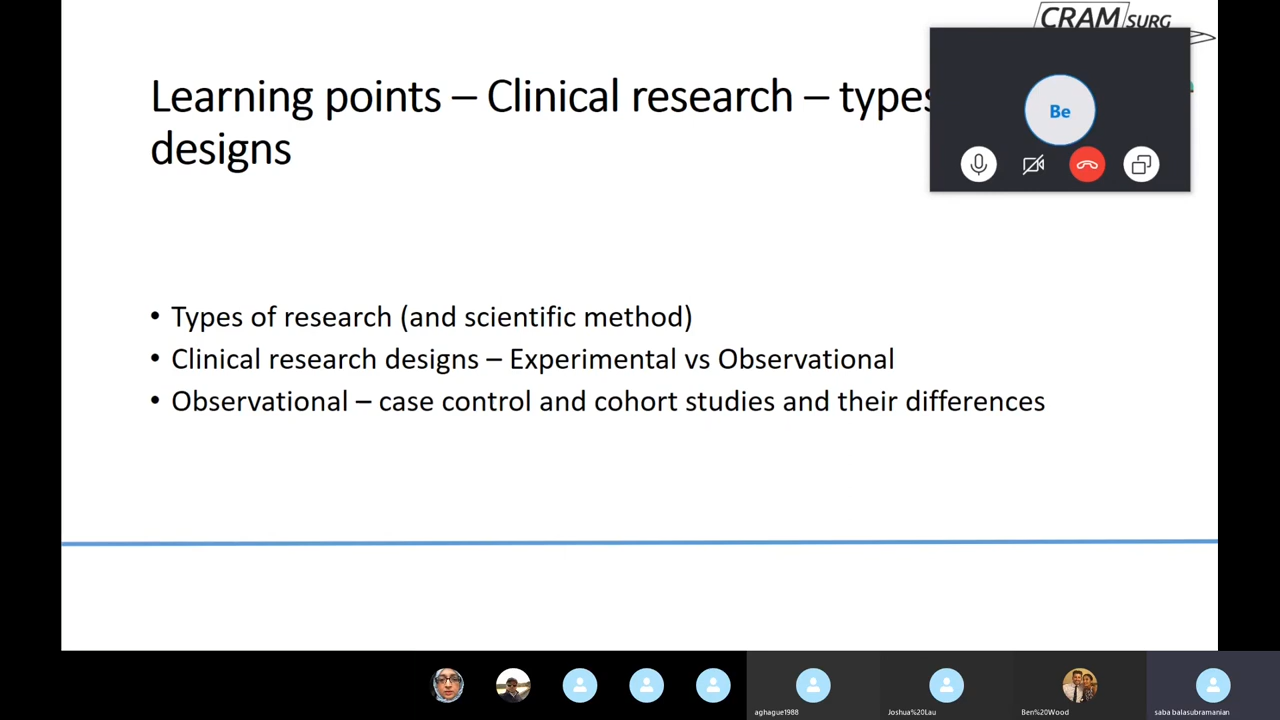 CRAM SURG
Learning points – Clinical research – types
designs
Be
• Types of research (and scientific method)
• Clinical research designs – Experimental vs Observational
• Observational – case control and cohort studies and their differences
aghague1988
Joshua%20Lau
Ben%20Wood
saba balasubramanian